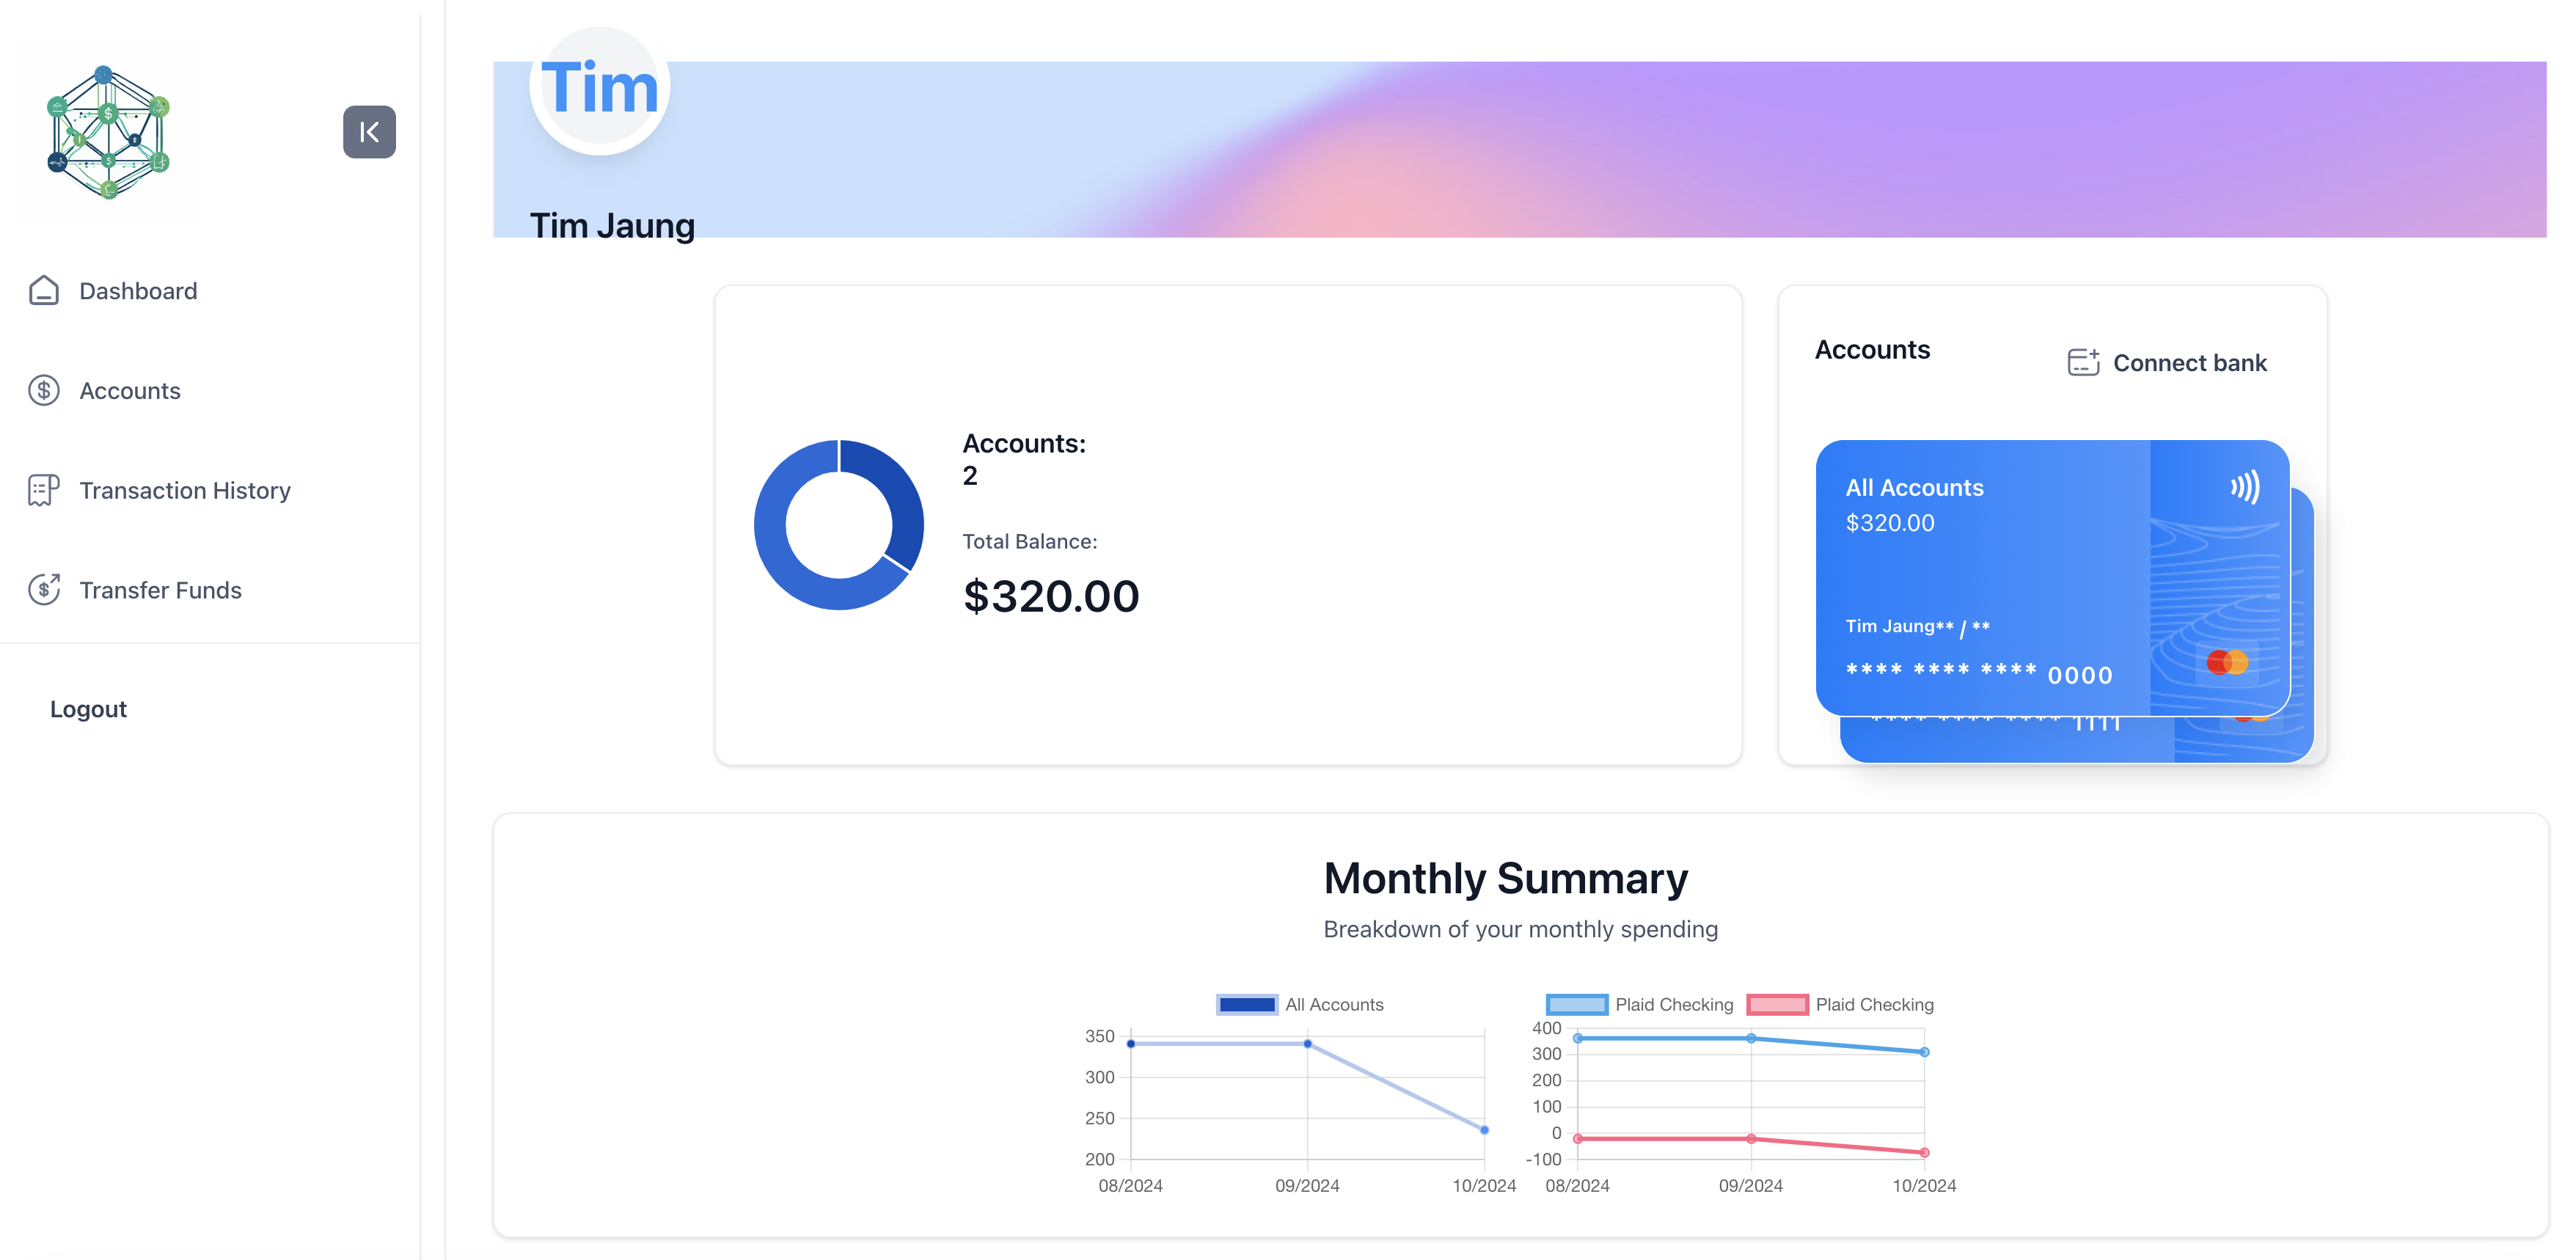 Tim
Tim Jaung
Dashboard
Accounts
Transaction History
Transfer Funds
Logout
Accounts:
2
Total Balance:
$320.00
Accounts
Connect bank
All Accounts
$320.00
Tim Jaung** / **
**** **** **** 0000
**** **** **** 1111
Monthly Summary
Breakdown of your monthly spending
All Accounts
350
300
250
200
08/2024 09/2024 10/2024
Plaid Checking Plaid Checking
400
300
200
100
0
-100
08/2024 09/2024 10/2024